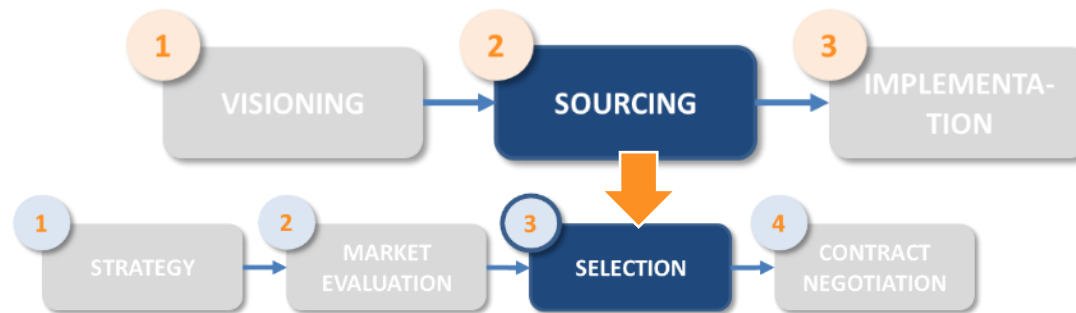 1
VISIONING
2
SOURCING
3
IMPLEMENTA-
TION
1
STRATEGY
2
MARKET
EVALUATION
3
SELECTION
4
CONTRACT
NEGOTIATION